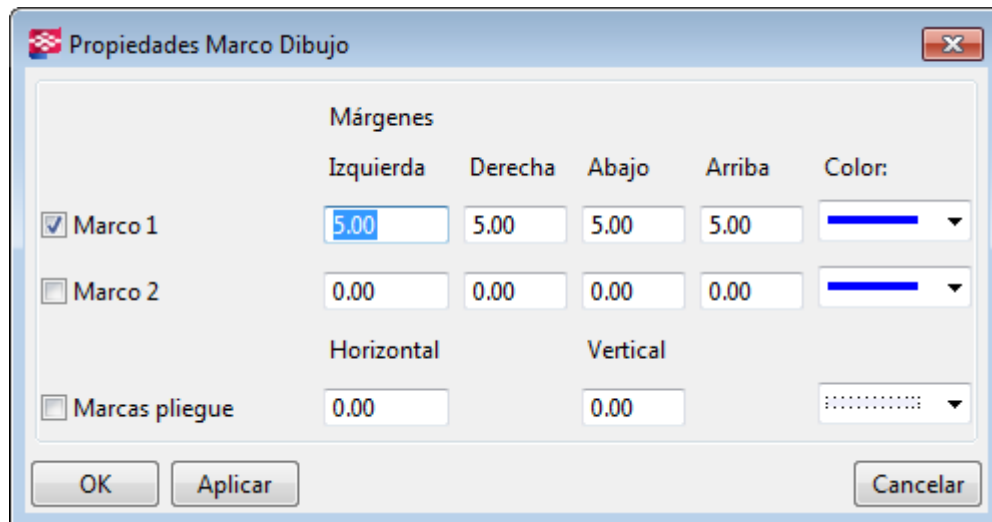 Propiedades Marco Dibujo
Márgenes
Izquierda Derecha Abajo Arriba Color:
Marco 1 5.00 5.00 5.00 5.00
Marco 2 0.00 0.00 0.00 0.00
Horizontal Vertical
Marcas pliegue 0.00 0.00
OK Aplicar Cancelar